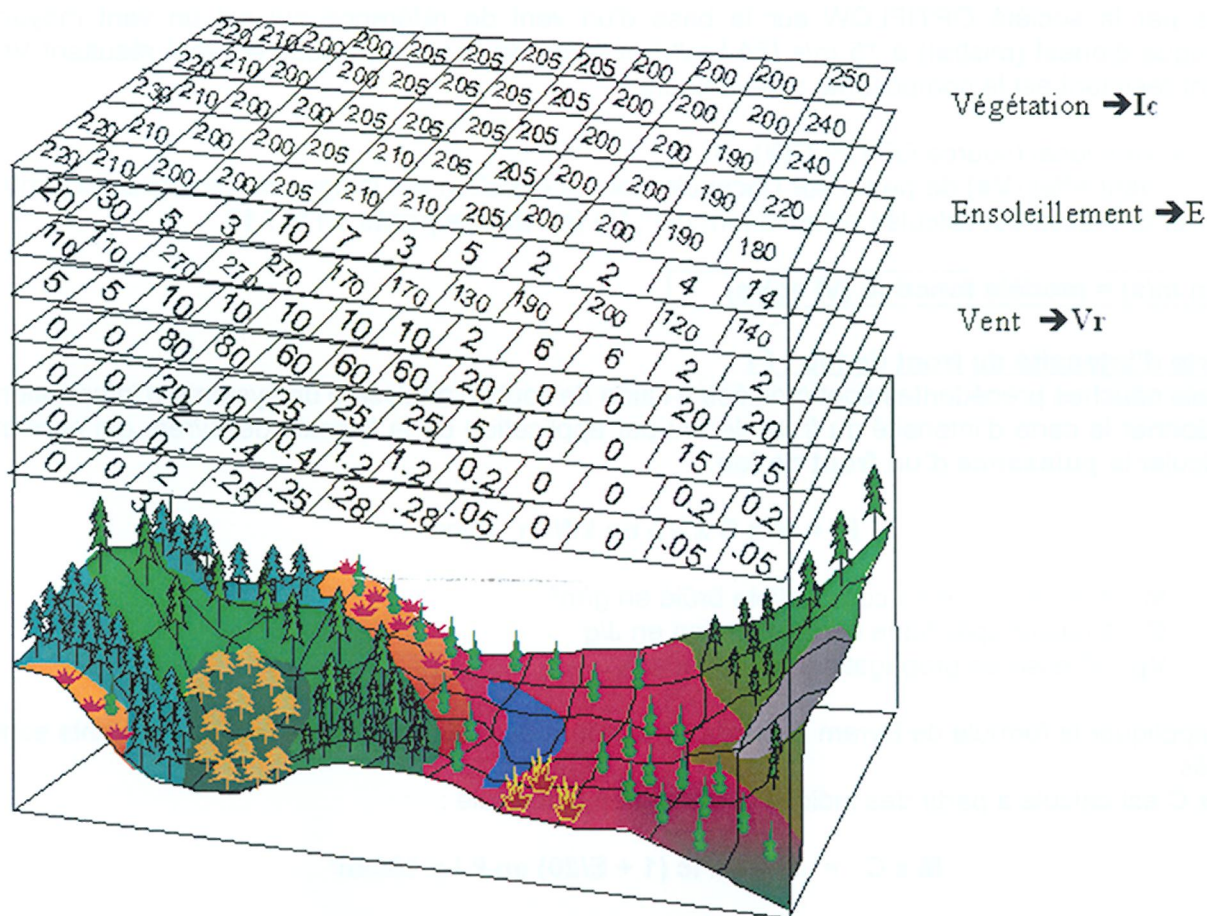 220 210 200 200 205 205 205 205 200 200 200 250
220 210 200 200 205 205 205 205 200 200 200 240
230 210 200 200 205 205 205 205 200 200 190 240
220 210 200 200 205 210 205 205 200 200 190 220
220 210 200 200 205 210 210 205 200 200 190 180
20 30 5 3 10 7 3 5 2 2 4 14
110 110 270 270 270 170 170 130 190 200 120 140
5 5 10 10 10 10 10 2 6 6 2 2
0 0 80 80 60 60 60 20 0 0 20 20
0 0 20 10 25 25 25 5 0 0 15 15
0 0 0.2 0.4 0.4 1.2 1.2 0.2 0 0 0.2 0.2
0 0 .2 .25 .25 .28 .28 .05 0 0 .05 .05
Végétation ➔Ic
Ensoleillement ➔E
Vent ➔Vr